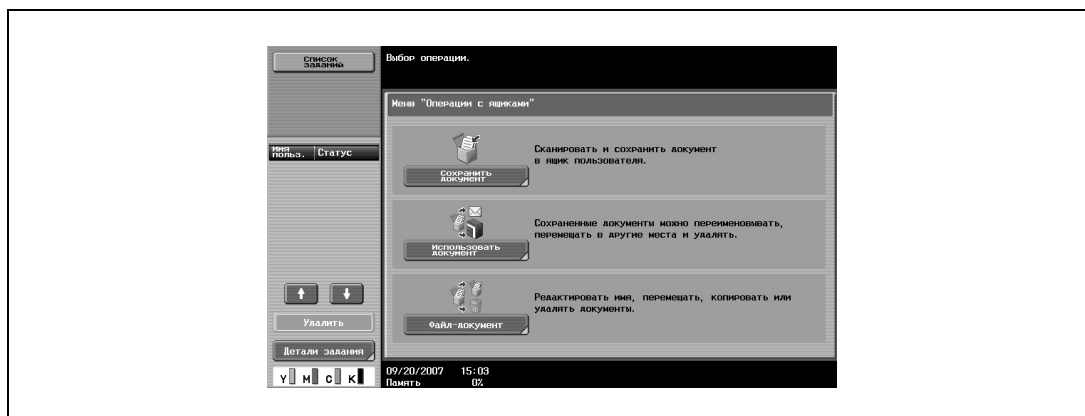 Список
заданий
Выбор операции.
Меню "Операции с ящиками"
Имя
польз.
Статус
Сканировать и сохранить документ
в ящик пользователя.
Сохранить
документ
Сохраненные документы можно переименовывать,
перемещать в другие места и удалять.
Использовать
документ
Редактировать имя, перемещать, копировать или
удалять документы.
Файл-документ
Удалить
Детали задания
Y M C K
09/20/2007 15:03
Память 0%